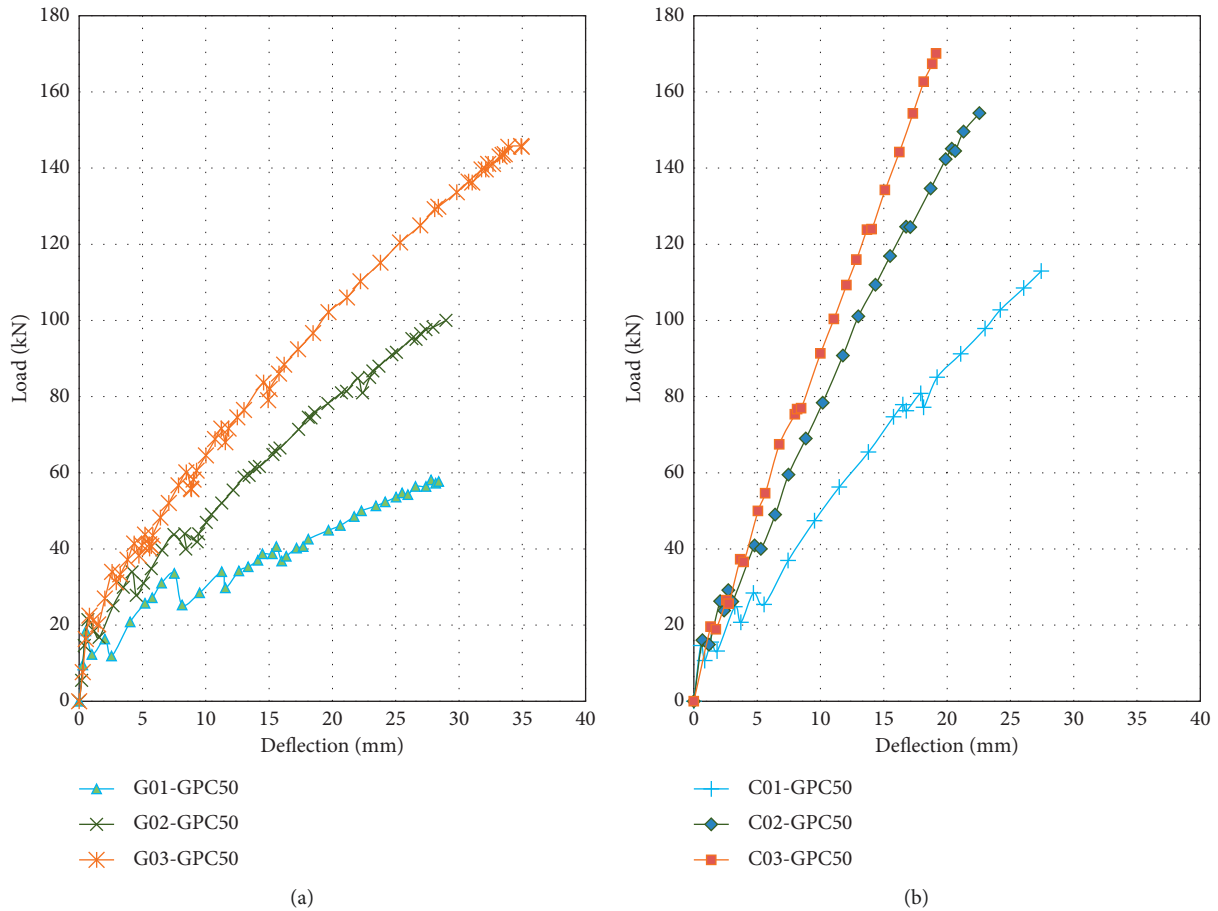 180
160
140
120
100
80
60
40
20
0
Load (kN)
0 5 10 15 20 25 30 35 40
Deflection (mm)
G01-GPC50
G02-GPC50
G03-GPC50
(a)
180
160
140
120
100
80
60
40
20
0
Load (kN)
0 5 10 15 20 25 30 35 40
Deflection (mm)
C01-GPC50
C02-GPC50
C03-GPC50
(b)